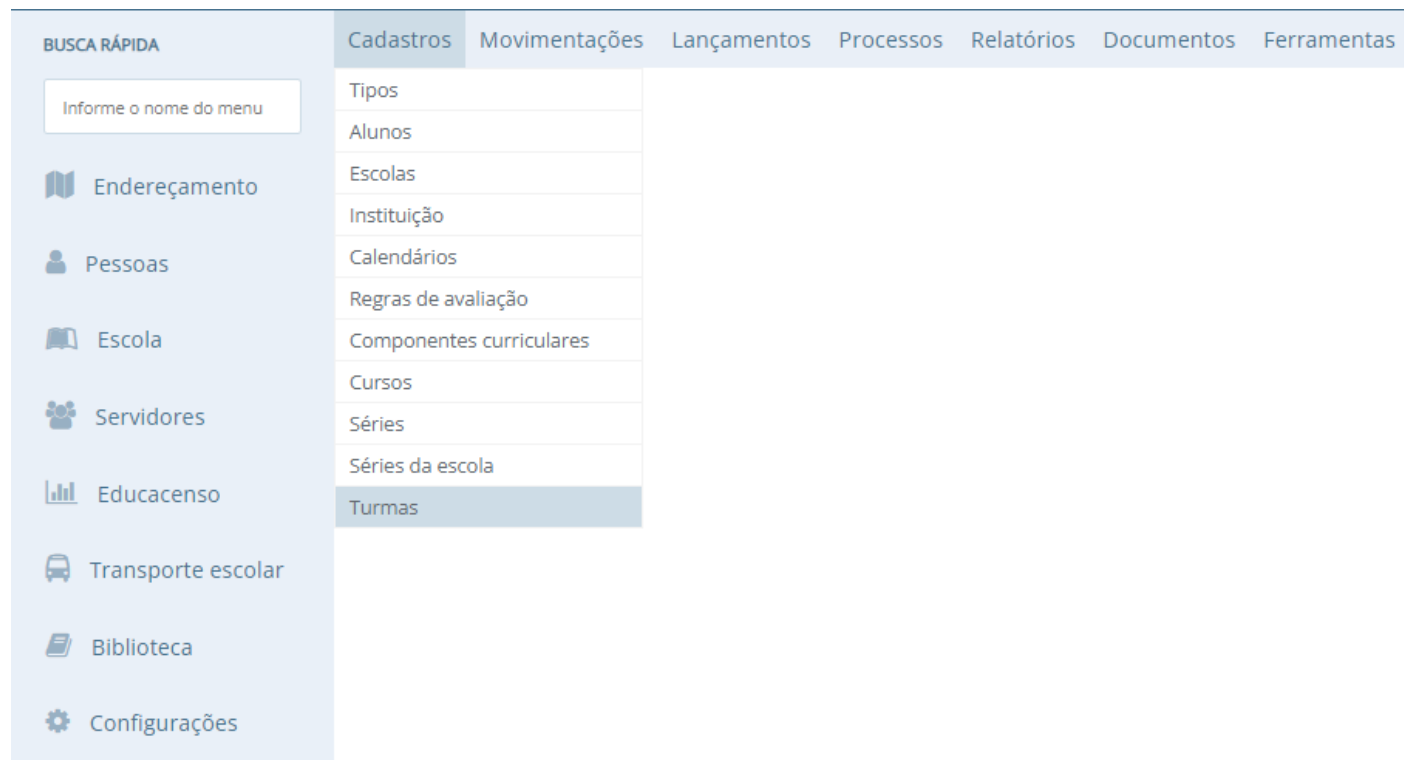 BUSCA RÁPIDA
Informe o nome do menu
Endereçamento
Pessoas
Escola
Servidores
Educacenso
Transporte escolar
Biblioteca
Configurações
Cadastros Movimentações Lançamentos Processos Relatórios Documentos Ferramentas
Tipos
Alunos
Escolas
Instituição
Calendários
Regras de avaliação
Componentes curriculares
Cursos
Séries
Séries da escola
Turmas